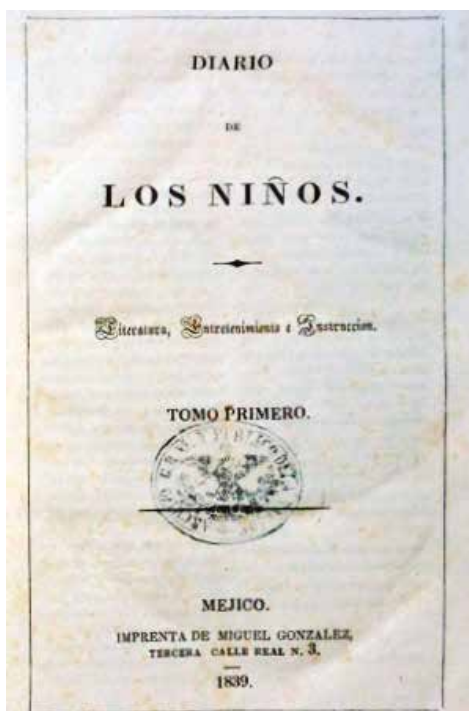 DIARIO
DE
LOS NIÑOS.
Literatura, Entretenimiento é Instruccion.
TOMO PRIMERO.
MEJICO.
IMPRENTA DE MIGUEL GONZALEZ,
TERCERA CALLE REAL N. 3.
1839.